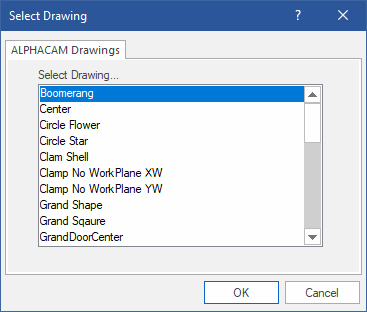 Select Drawing
?
ALPHACAM Drawings
Select Drawing...
Boomerang
Center
Circle Flower
Circle Star
Clam Shell
Clamp No WorkPlane XW
Clamp No WorkPlane YW
Grand Shape
Grand Sqaure
GrandDoorCenter
OK
Cancel